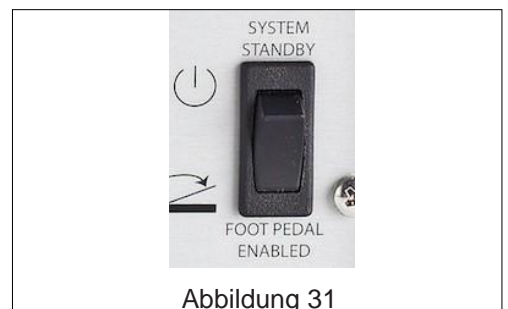 SYSTEM
STANDBY
FOOT PEDAL
ENABLED
Abbildung 31